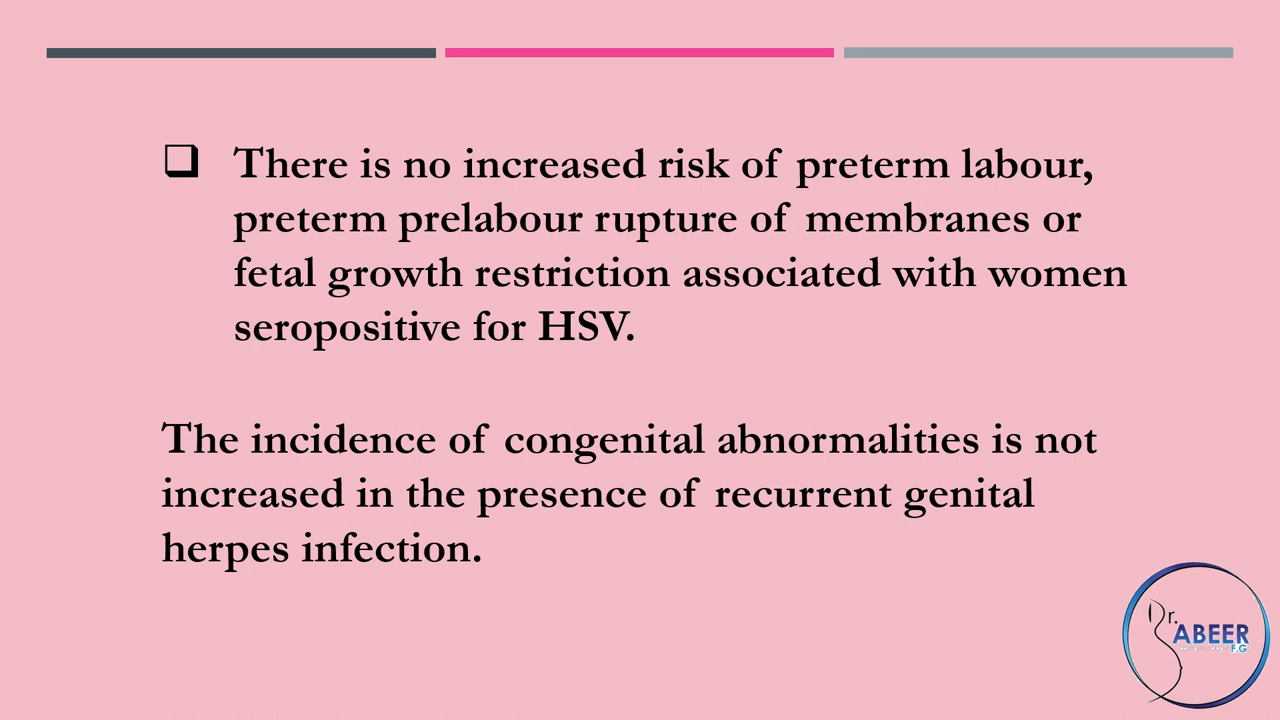 There is no increased risk of preterm labour,
preterm prelabour rupture of membranes or
fetal growth restriction associated with women
seropositive for HSV.
The incidence of congenital abnormalities is not
increased in the presence of recurrent genital
herpes infection.
Dr.
ABEER
F.G.